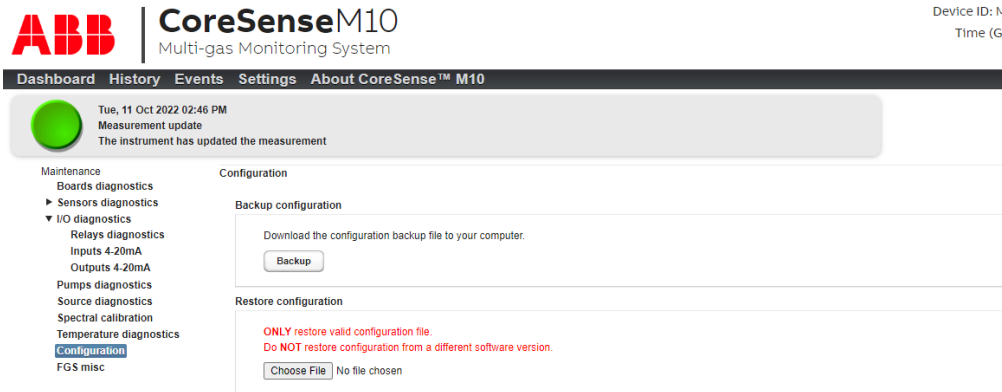 ABB
CoreSenseM10
Multi-gas Monitoring System
Device ID:
Time
Dashboard History Events Settings About CoreSense™ M10
Tue, 11 Oct 2022 02:46 PM
Measurement update
The instrument has updated the measurement
Maintenance
Boards diagnostics
Sensors diagnostics
I/O diagnostics
Relays diagnostics
Inputs 4-20mA
Outputs 4-20mA
Pumps diagnostics
Source diagnostics
Spectral calibration
Temperature diagnostics
Configuration
FGS misc
Configuration
Backup configuration
Download the configuration backup file to your computer.
Backup
Restore configuration
ONLY restore valid configuration file.
Do NOT restore configuration from a different software version.
Choose File No file chosen